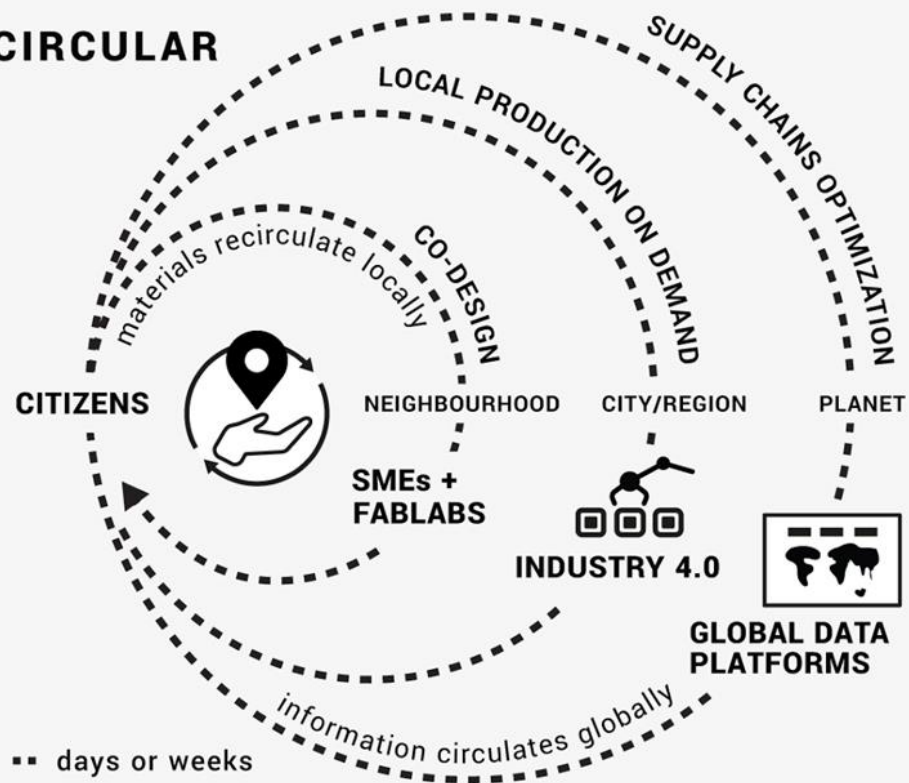 CIRCULAR
SUPPLY CHAINS OPTIMIZATION
LOCAL PRODUCTION ON DEMAND
CO-DESIGN
materials recirculate locally
CITIZENS
NEIGHBOURHOOD
CITY/REGION
PLANET
SMEs +
FABLABS
INDUSTRY 4.0
GLOBAL DATA
PLATFORMS
information circulates globally
days or weeks